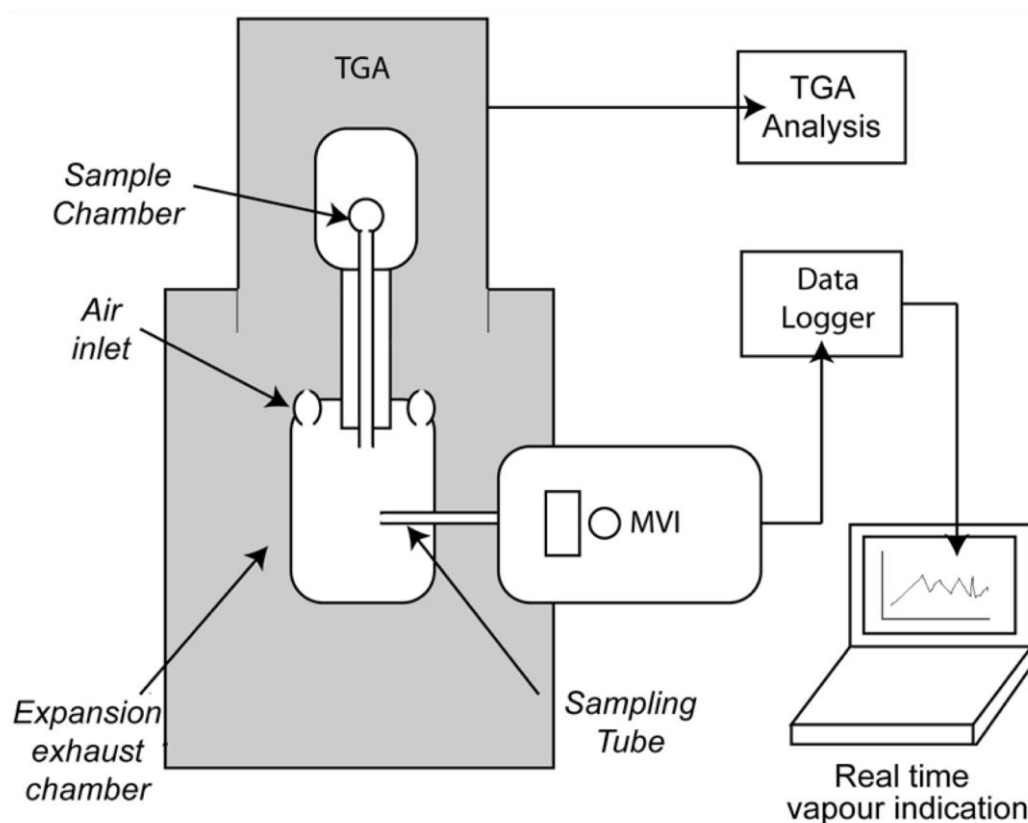 TGA
TGA
Analysis
Sample
Chamber
Air
inlet
Data
Logger
MVI
Expansion
exhaust
chamber
Sampling
Tube
Real time
vapour indication